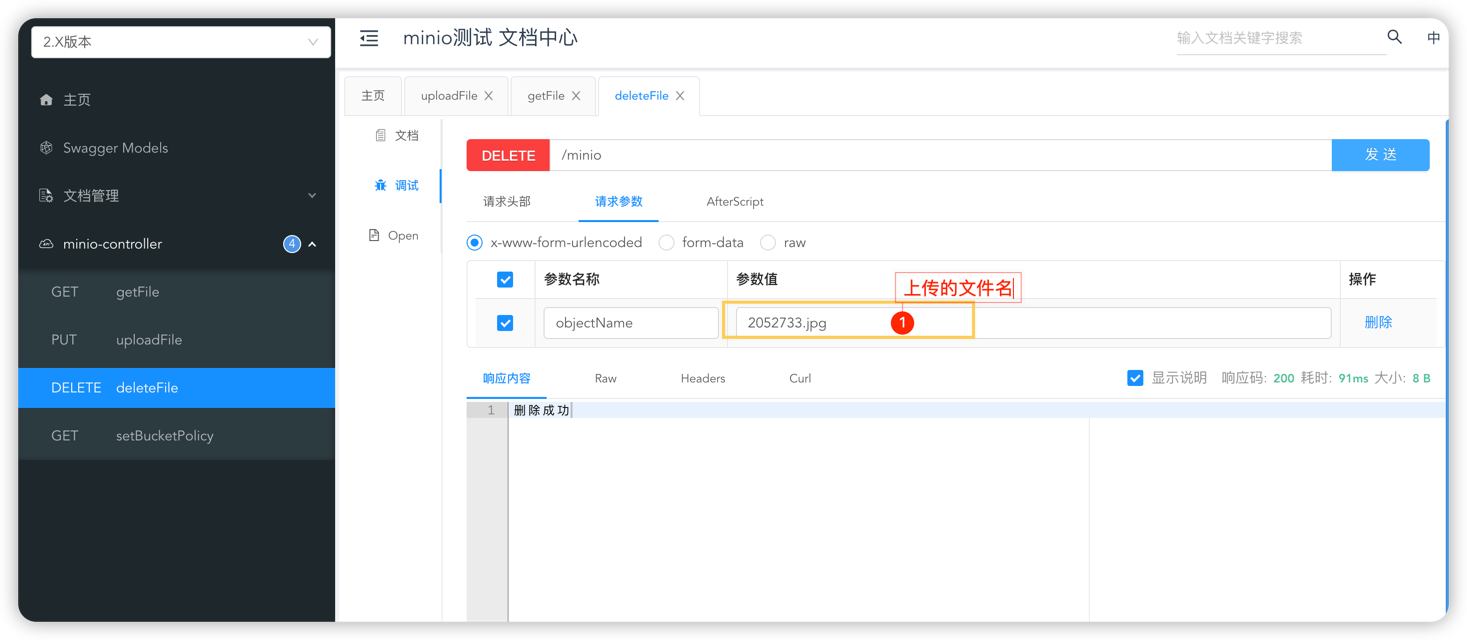 2.X版本
主页
Swagger Models
文档管理
minio-controller 4
GET getFile
PUT uploadFile
DELETE deleteFile
GET setBucketPolicy
minio测试 文档中心
输入文档关键字搜索
中
主页 uploadFile getFile deleteFile
文档
调试
Open
DELETE /minio 发 送
请求头部 请求参数 AfterScript
x-www-form-urlencoded form-data raw
参数名称 参数值 操作
上传的文件名
objectName 2052733.jpg 1 删除
响应内容 Raw Headers Curl 显示说明 响应码: 200 耗时: 91ms 大小: 8 B
1 删除成功